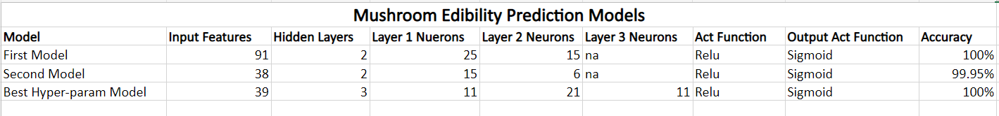 Mushroom Edibility Prediction Models
Model Input Features Hidden Layers Layer 1 Nuerons Layer 2 Neurons Layer 3 Neurons Act Function Output Act Function Accuracy
First Model 91 2 25 15 na Relu Sigmoid 100%
Second Model 38 2 15 6 na Relu Sigmoid 99.95%
Best Hyper-param Model 39 3 11 21 11 Relu Sigmoid 100%